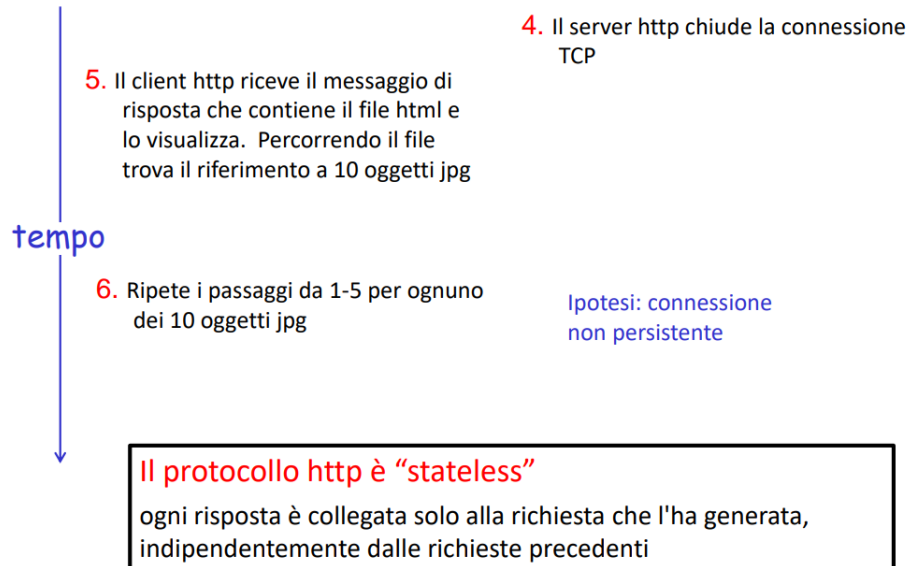 4. Il server http chiude la connessione
TCP
5. Il client http riceve il messaggio di
risposta che contiene il file html e
lo visualizza. Percorrendo il file
trova il riferimento a 10 oggetti jpg
tempo
6. Ripete i passaggi da 1-5 per ognuno
dei 10 oggetti jpg
Ipotesi: connessione
non persistente
Il protocollo http è “stateless”
ogni risposta è collegata solo alla richiesta che l'ha generata,
indipendentemente dalle richieste precedenti